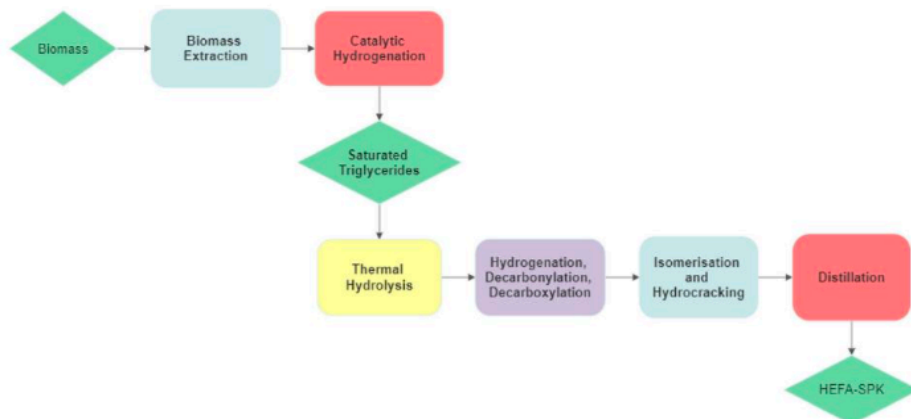 Biomass
Biomass
Extraction
Catalytic
Hydrogenation
Saturated
Triglycerides
Thermal
Hydrolysis
Hydrogenation,
Decarbonylation,
Decarboxylation
Isomerisation
and
Hydrocracking
Distillation
HEFA-SPK